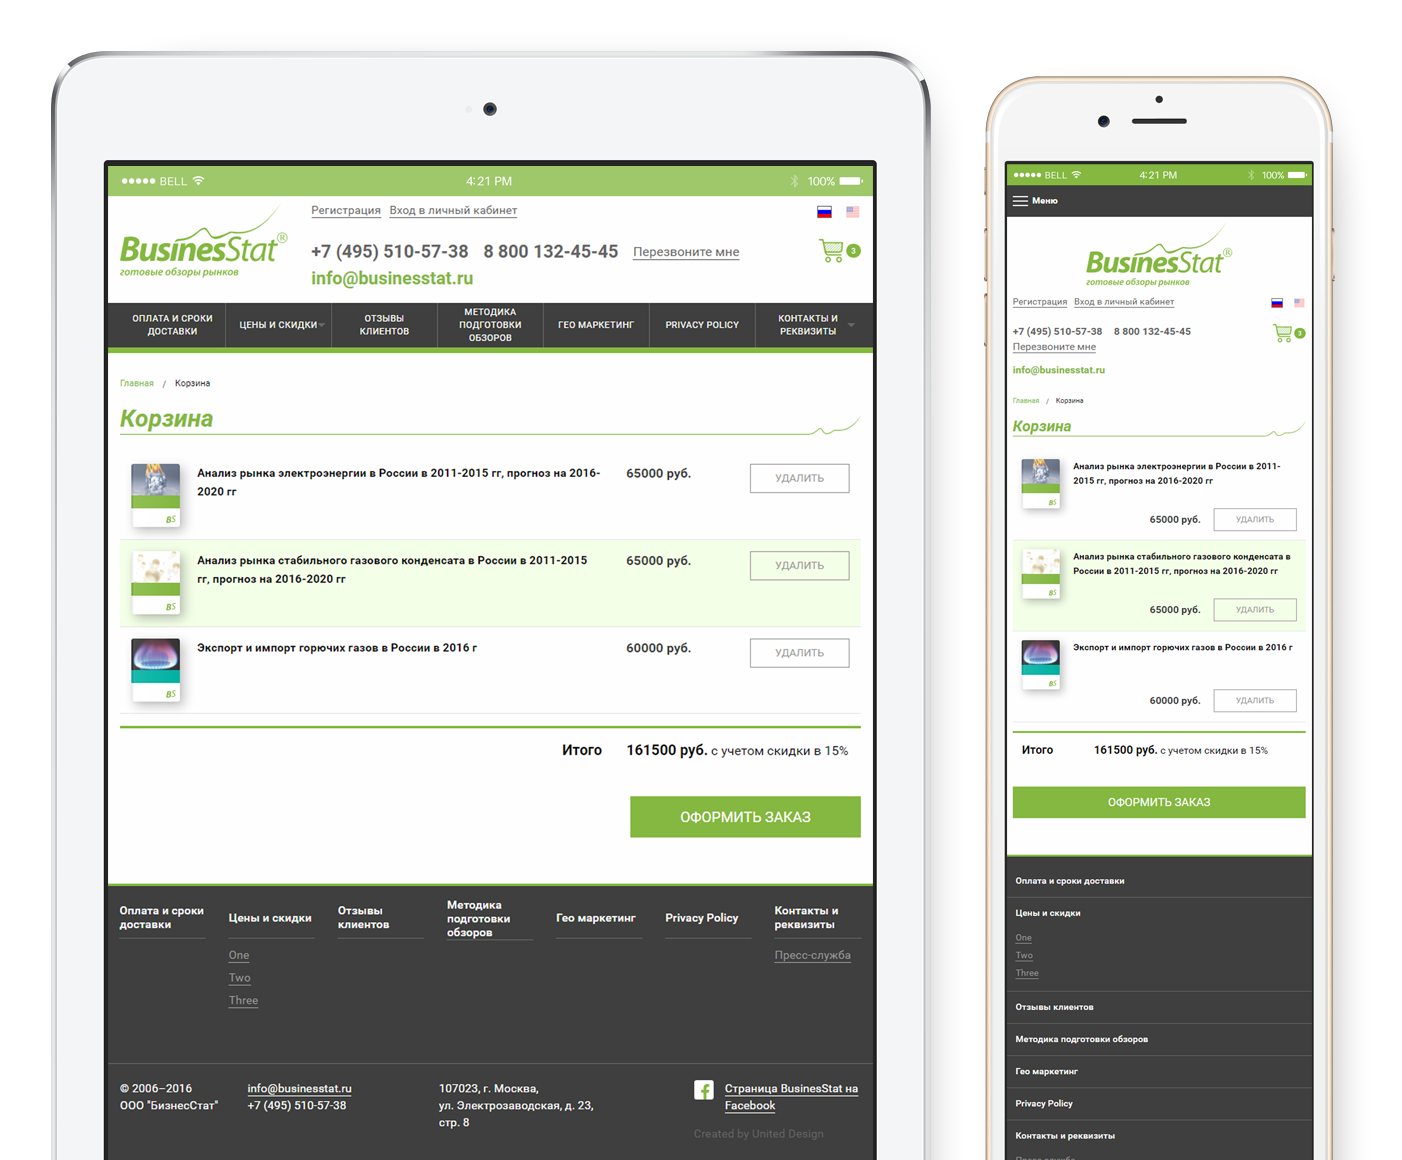 BELL
4:21 PM
100%
Регистрация Вход в личный кабинет
BusinesStat®
готовые обзоры рынков
+7 (495) 510-57-38 8 800 132-45-45 Перезвоните мне
3
info@businesstat.ru
ОПЛАТА И СРОКИ ДОСТАВКИ
ЦЕНЫ И СКИДКИ
ОТЗЫВЫ КЛИЕНТОВ
МЕТОДИКА ПОДГОТОВКИ ОБЗОРОВ
ГЕО МАРКЕТИНГ
PRIVACY POLICY
КОНТАКТЫ И РЕКВИЗИТЫ
Главная / Корзина
Корзина
Анализ рынка электроэнергии в России в 2011-2015 гг, прогноз на 2016-
2020 гг
65000 руб.
УДАЛИТЬ
BS
Анализ рынка стабильного газового конденсата в России в 2011-2015
гг, прогноз на 2016-2020 гг
65000 руб.
УДАЛИТЬ
BS
Экспорт и импорт горючих газов в России в 2016 г
60000 руб.
УДАЛИТЬ
BS
Итого 161500 руб. с учетом скидки в 15%
ОФОРМИТЬ ЗАКАЗ
Оплата и сроки
доставки
Цены и скидки
One
Two
Three
Отзывы
клиентов
Методика
подготовки
обзоров
Гео маркетинг
Privacy Policy
Контакты и
реквизиты
Пресс-служба
© 2006–2016
ООО "БизнесСтат"
info@businesstat.ru
+7 (495) 510-57-38
107023, г. Москва,
ул. Электрозаводская, д. 23,
стр. 8
Страница BusinesStat на
Facebook
Created by United Design
BELL
4:21 PM
100%
Меню
BusinesStat®
готовые обзоры рынков
Регистрация Вход в личный кабинет
+7 (495) 510-57-38 8 800 132-45-45
3
Перезвоните мне
info@businesstat.ru
Главная / Корзина
Корзина
Анализ рынка электроэнергии в России в 2011-
2015 гг, прогноз на 2016-2020 гг
BS
65000 руб.
УДАЛИТЬ
Анализ рынка стабильного газового конденсата в
России в 2011-2015 гг, прогноз на 2016-2020 гг
BS
65000 руб.
УДАЛИТЬ
Экспорт и импорт горючих газов в России в 2016 г
BS
60000 руб.
УДАЛИТЬ
Итого 161500 руб. с учетом скидки в 15%
ОФОРМИТЬ ЗАКАЗ
Оплата и сроки доставки
Цены и скидки
One
Two
Three
Отзывы клиентов
Методика подготовки обзоров
Гео маркетинг
Privacy Policy
Контакты и реквизиты
Пресс-служба